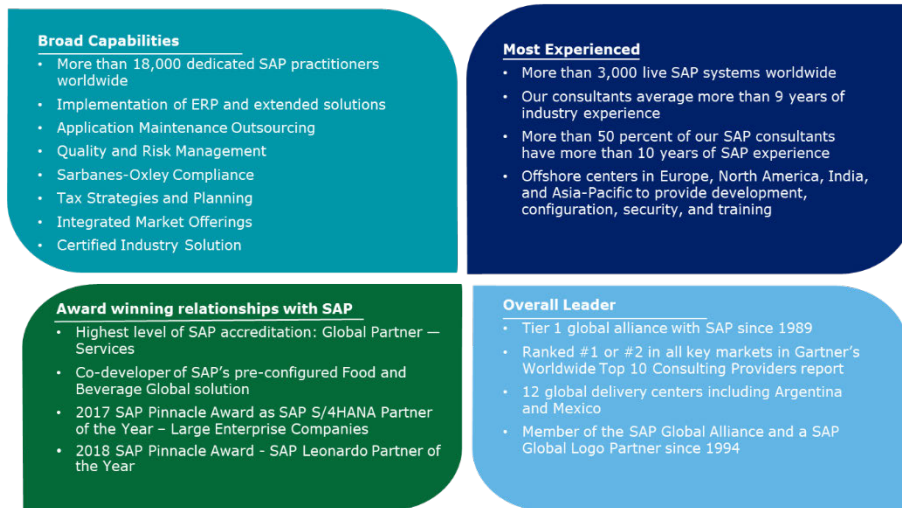 Broad Capabilities
• More than 18,000 dedicated SAP practitioners
worldwide
• Implementation of ERP and extended solutions
• Application Maintenance Outsourcing
• Quality and Risk Management
• Sarbanes-Oxley Compliance
• Tax Strategies and Planning
• Integrated Market Offerings
• Certified Industry Solution
Most Experienced
• More than 3,000 live SAP systems worldwide
• Our consultants average more than 9 years of
industry experience
• More than 50 percent of our SAP consultants
have more than 10 years of SAP experience
• Offshore centers in Europe, North America, India,
and Asia-Pacific to provide development,
configuration, security, and training
Award winning relationships with SAP
• Highest level of SAP accreditation: Global Partner —
Services
• Co-developer of SAP's pre-configured Food and
Beverage Global solution
• 2017 SAP Pinnacle Award as SAP S/4HANA Partner
of the Year – Large Enterprise Companies
• 2018 SAP Pinnacle Award - SAP Leonardo Partner of
the Year
Overall Leader
• Tier 1 global alliance with SAP since 1989
• Ranked #1 or #2 in all key markets in Gartner's
Worldwide Top 10 Consulting Providers report
• 12 global delivery centers including Argentina
and Mexico
• Member of the SAP Global Alliance and a SAP
Global Logo Partner since 1994